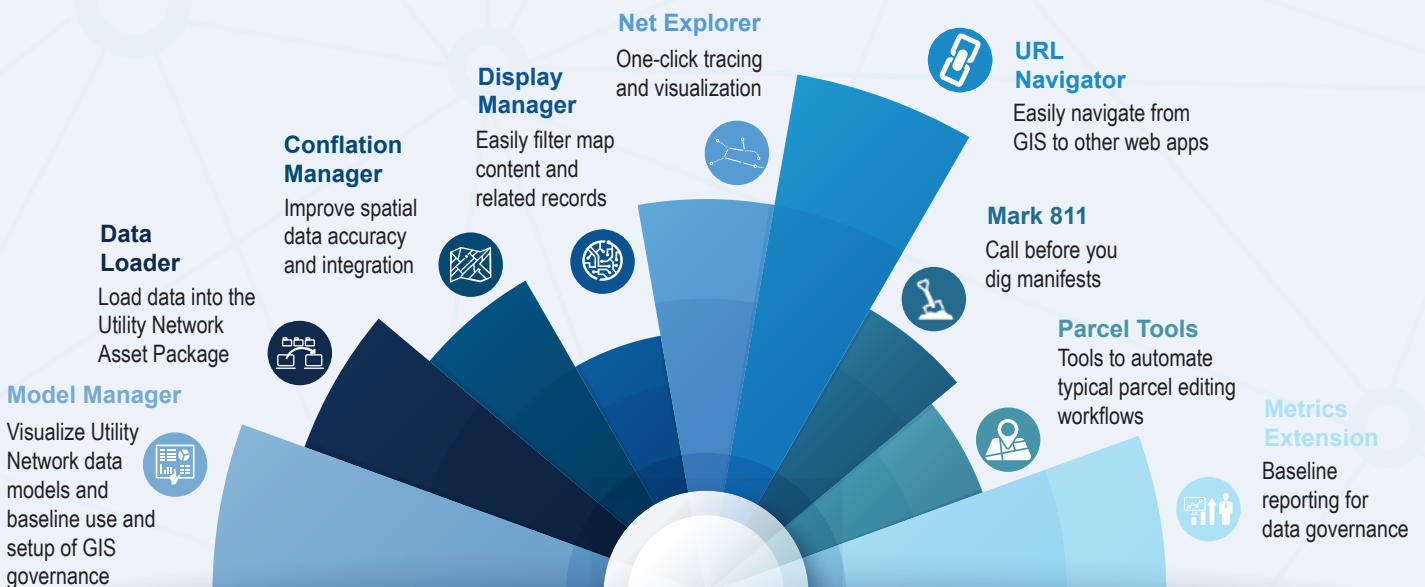 Model Manager
Visualize Utility
Network data
models and
baseline use and
setup of GIS
governance
Data
Loader
Load data into the
Utility Network
Asset Package
Conflation
Manager
Improve spatial
data accuracy
and integration
Display
Manager
Easily filter map
content and
related records
Net Explorer
One-click tracing
and visualization
URL
Navigator
Easily navigate from
GIS to other web apps
Mark 811
Call before you
dig manifests
Parcel Tools
Tools to automate
typical parcel editing
workflows
Metrics
Extension
Baseline
reporting for
data governance